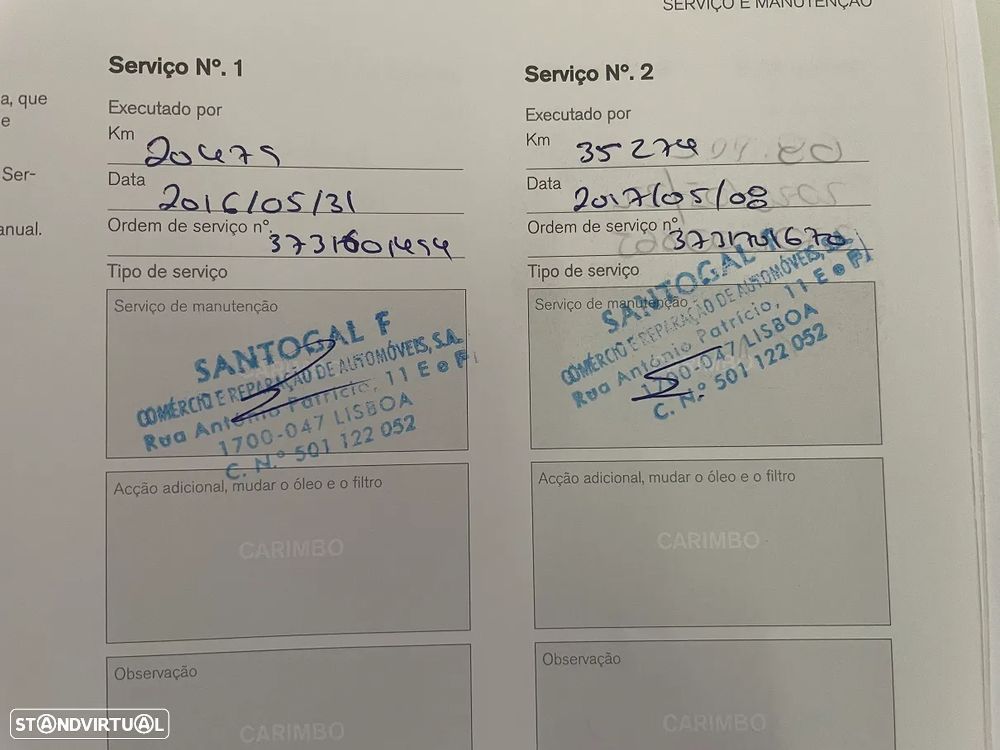 SERVIÇO E MANUTENÇÃO
a, que
e
Ser-
anual.
Serviço Nº. 1
Executado por
Km 20479
Data 2016/05/31
Ordem de serviço nº.
Tipo de serviço
Serviço de manutenção
SANTOGAL F
COMÉRCIO E REPARAÇÃO DE AUTOMÓVEIS, S.A.
Rua António Patrício, 11 E e F
1700-047 LISBOA
C. N.º 501 122 052
Acção adicional, mudar o óleo e o filtro
CARIMBO
Observação
CARIMBO
Serviço Nº. 2
Executado por
Km 35274
Data 2017/05/08
Ordem de serviço nº. 3731701670
Tipo de serviço
Serviço de manutenção
SANTOGAL F
COMÉRCIO E REPARAÇÃO DE AUTOMÓVEIS, S.A.
Rua António Patrício, 11 E e F
1700-047 LISBOA
C. N.º 501 122 052
Acção adicional, mudar o óleo e o filtro
CARIMBO
Observação
CARIMBO
STANDVIRTUAL